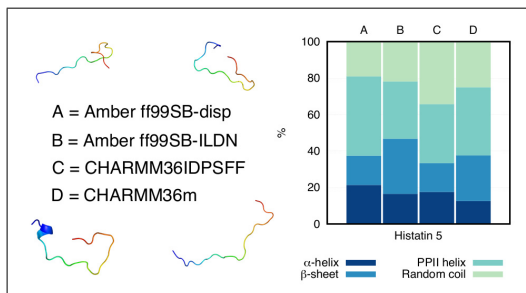 A = Amber ff99SB-disp
B = Amber ff99SB-ILDN
C = CHARMM36IDPSFF
D = CHARMM36m
A B C D
100
80
60
%
40
20
0
Histatin 5
α-helix
β-sheet
PPII helix
Random coil